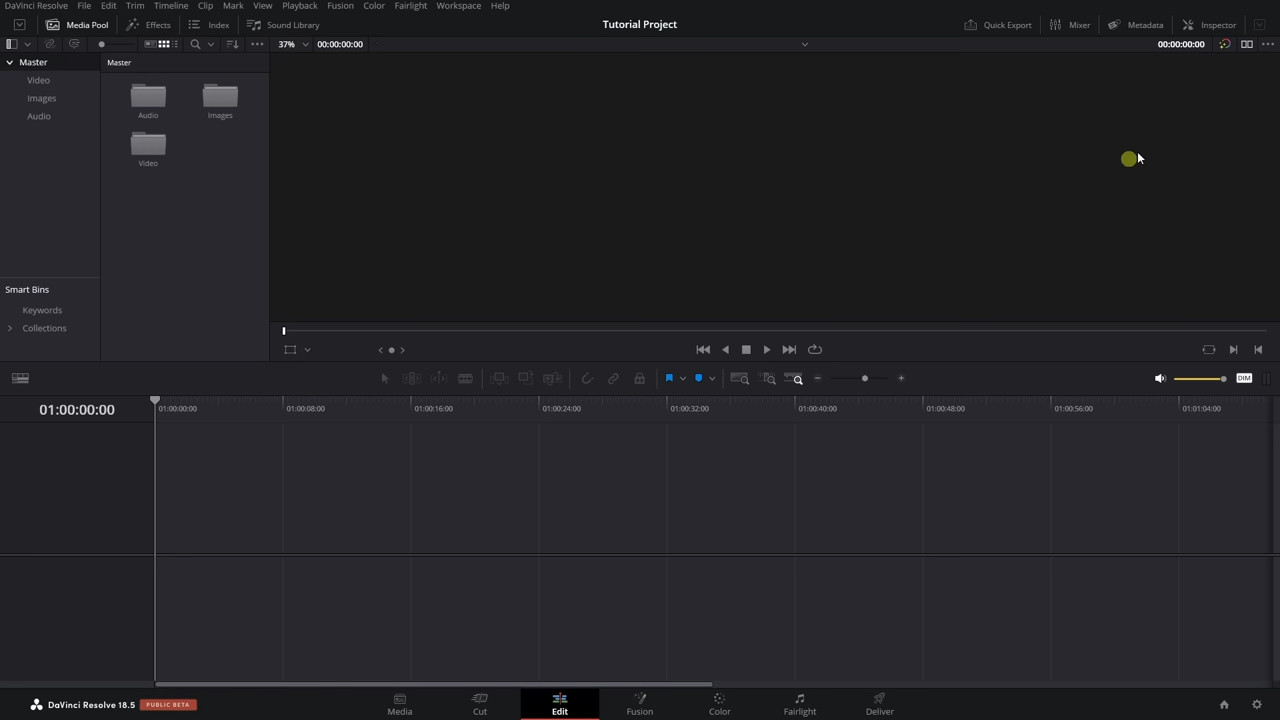 DaVinci Resolve File Edit Trim Timeline Clip Mark View Playback Fusion Color Fairlight Workspace Help
Media Pool Effects Index Sound Library Tutorial Project Quick Export Mixer Metadata Inspector
37% 00:00:00:00 00:00:00:00
Master
Video
Images
Audio
Master
Audio Images
Video
Smart Bins
Keywords
Collections
DIM
01:00:00:00
01:00:00:00 01:00:08:00 01:00:16:00 01:00:24:00 01:00:32:00 01:00:40:00 01:00:48:00 01:00:56:00 01:01:04:00
DaVinci Resolve 18.5 PUBLIC BETA
Media Cut Edit Fusion Color Fairlight Deliver